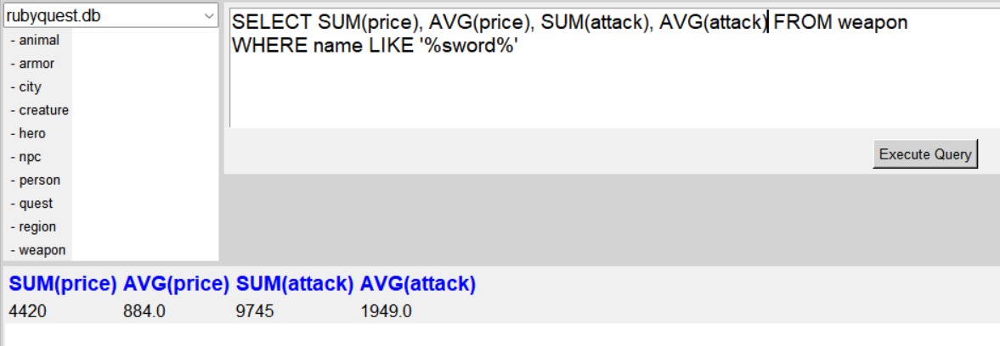 rubyquest.db
- animal
- armor
- city
- creature
- hero
- npc
- person
- quest
- region
- weapon
SELECT SUM(price), AVG(price), SUM(attack), AVG(attack) FROM weapon
WHERE name LIKE '%sword%'
Execute Query
SUM(price) AVG(price) SUM(attack) AVG(attack)
4420 884.0 9745 1949.0